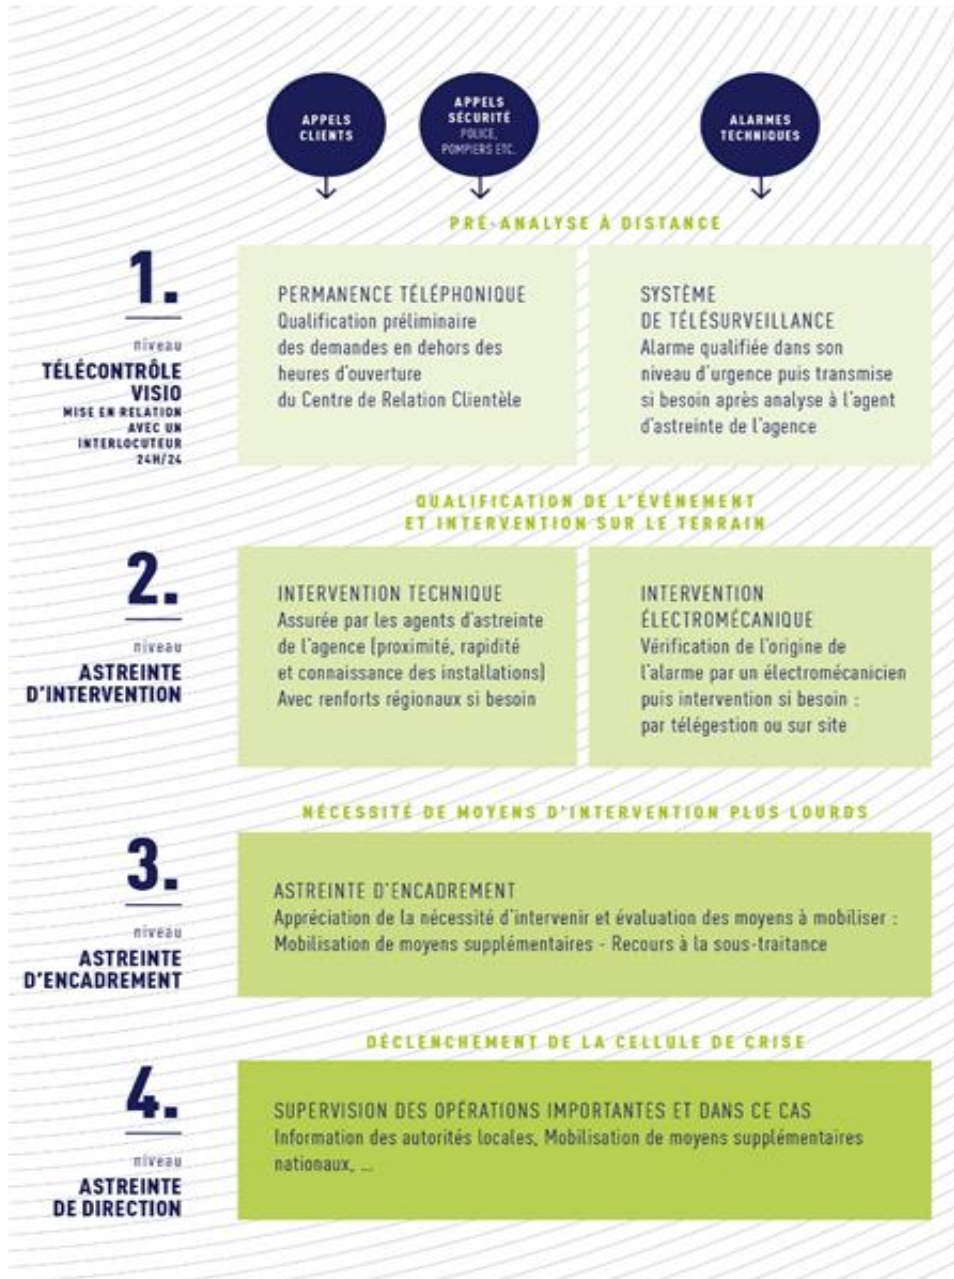 APPELS
CLIENTS
APPELS
SÉCURITÉ
POLICE,
POMPIERS ETC.
ALARMES
TECHNIQUES
PRÉ-ANALYSE À DISTANCE
1.
niveau
TÉLÉCONTRÔLE
VISIO
MISE EN RELATION
AVEC UN
INTERLOCUTEUR
24H/24
PERMANENCE TÉLÉPHONIQUE
Qualification préliminaire
des demandes en dehors des
heures d'ouverture
du Centre de Relation Clientèle
SYSTÈME
DE TÉLÉSURVEILLANCE
Alarme qualifiée dans son
niveau d'urgence puis transmise
si besoin après analyse à l'agent
d'astreinte de l'agence
QUALIFICATION DE L'ÉVÈNEMENT
ET INTERVENTION SUR LE TERRAIN
2.
niveau
ASTREINTE
D'INTERVENTION
INTERVENTION TECHNIQUE
Assurée par les agents d'astreinte
de l'agence (proximité, rapidité
et connaissance des installations)
Avec renforts régionaux si besoin
INTERVENTION
ÉLECTROMÉCANIQUE
Vérification de l'origine de
l'alarme par un électromécanicien
puis intervention si besoin :
par télégestion ou sur site
NÉCESSITÉ DE MOYENS D'INTERVENTION PLUS LOURDS
3.
niveau
ASTREINTE
D'ENCADREMENT
ASTREINTE D'ENCADREMENT
Appréciation de la nécessité d'intervenir et évaluation des moyens à mobiliser :
Mobilisation de moyens supplémentaires - Recours à la sous-traitance
DÉCLENCHEMENT DE LA CELLULE DE CRISE
4.
niveau
ASTREINTE
DE DIRECTION
SUPERVISION DES OPÉRATIONS IMPORTANTES ET DANS CE CAS
Information des autorités locales, Mobilisation de moyens supplémentaires
nationaux, ...